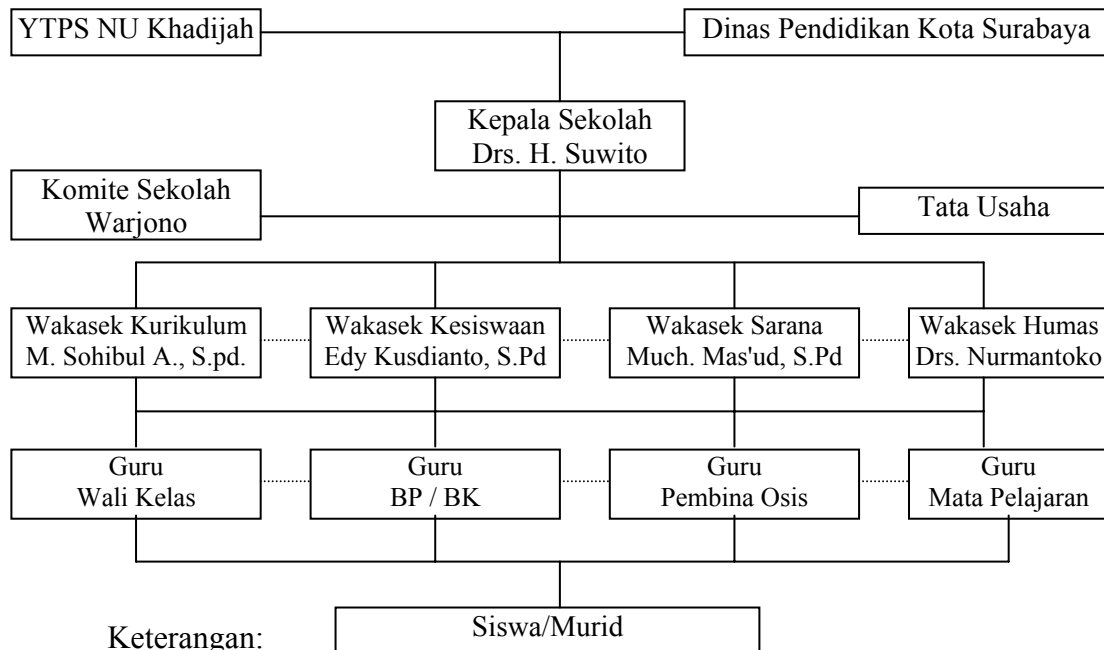 YTPS NU Khadijah
Dinas Pendidikan Kota Surabaya
Kepala Sekolah
Drs. H. Suwito
Komite Sekolah
Warjono
Tata Usaha
Wakasek Kurikulum
M. Sohibul A., S.pd.
Wakasek Kesiswaan
Edy Kusdianto, S.Pd
Wakasek Sarana
Much. Mas'ud, S.Pd
Wakasek Humas
Drs. Nurmantoko
Guru
Wali Kelas
Guru
BP / BK
Guru
Pembina Osis
Guru
Mata Pelajaran
Siswa/Murid
Keterangan: